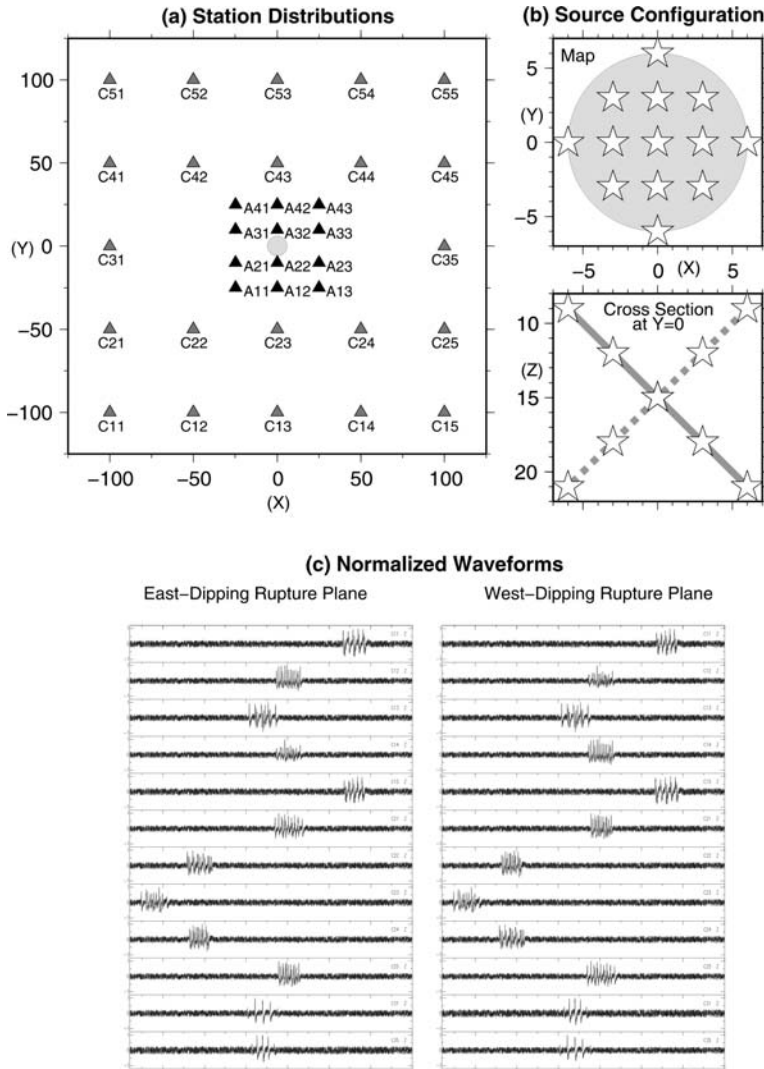 (a) Station Distributions
100
50
(Y) 0
−50
−100
C51 C52 C53 C54 C55
C41 C42 C43 C44 C45
A41 A42 A43
A31 A32 A33
C31 C35
A21 A22 A23
A11 A12 A13
C21 C22 C23 C24 C25
C11 C12 C13 C14 C15
−100 −50 0 50 100
(X)
(b) Source Configuration
Map
5
(Y)
0
−5
−5 0 (X) 5
Cross Section
at Y=0
10
(Z)
15
20
−5 0 5
(X)
(c) Normalized Waveforms
East−Dipping Rupture Plane
West−Dipping Rupture Plane